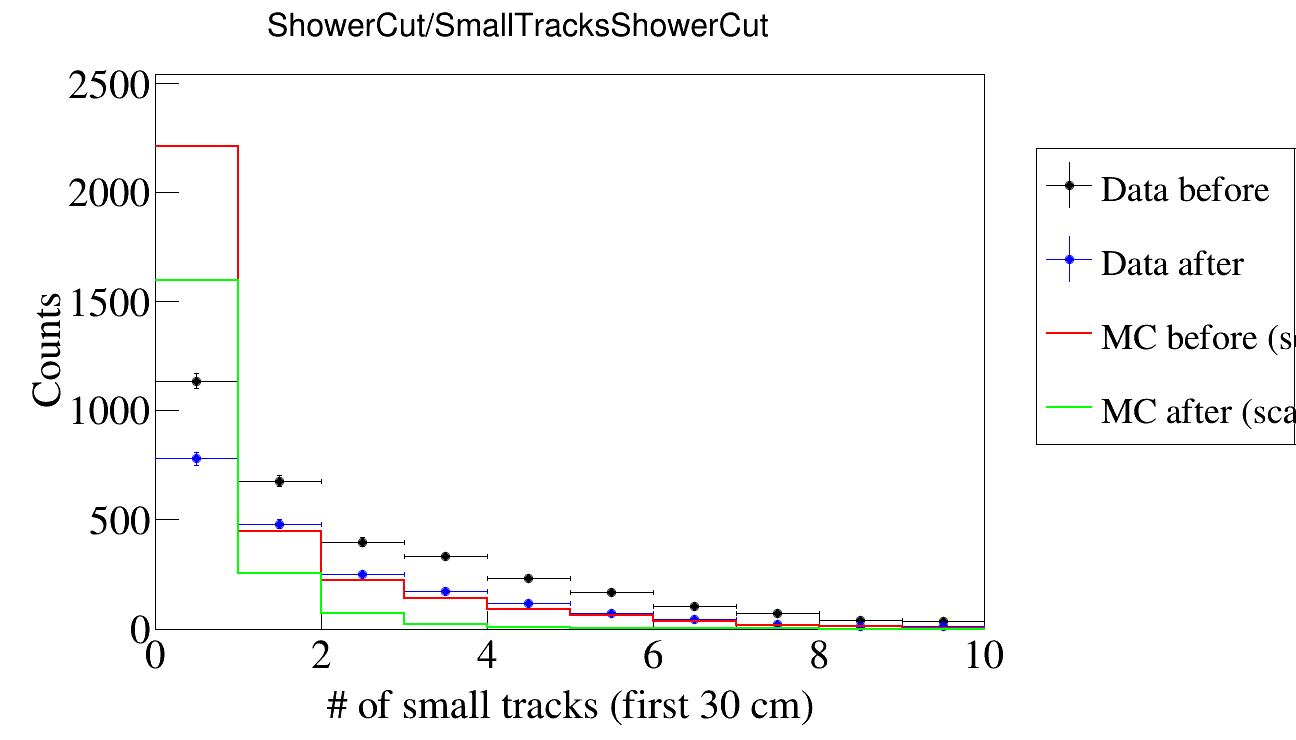 ShowerCut/SmallTracksShowerCut
2500
2000
1500
1000
500
0
Counts
0 2 4 6 8 10
# of small tracks (first 30 cm)
Data before
Data after
MC before (s
MC after (sca